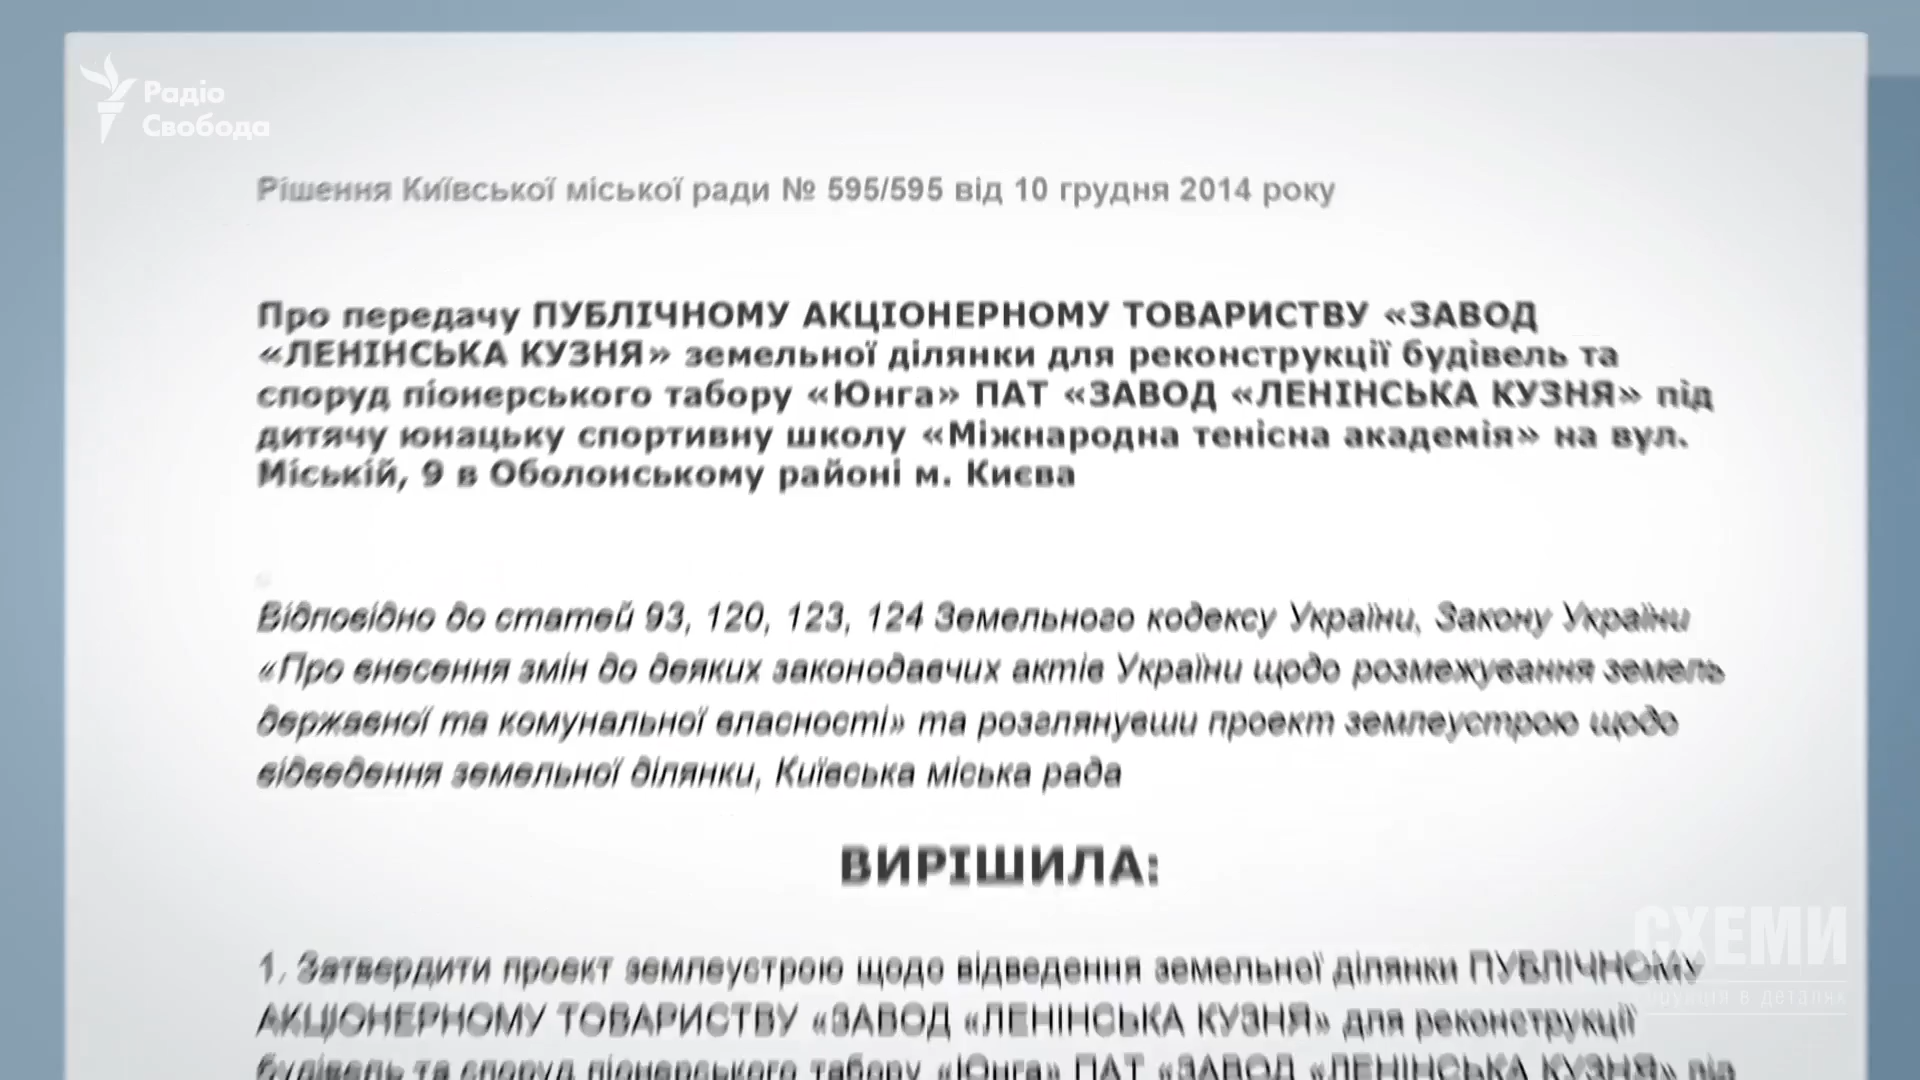 Радіо
Свобода
Рішення Київської міської ради № 595/595 від 10 грудня 2014 року
Про передачу ПУБЛІЧНОМУ АКЦІОНЕРНОМУ ТОВАРИСТВУ «ЗАВОД
«ЛЕНІНСЬКА КУЗНЯ» земельної ділянки для реконструкції будівель та
споруд піонерського табору «Юнга» ПАТ «ЗАВОД «ЛЕНІНСЬКА КУЗНЯ» під
дитячу юнацьку спортивну школу «Міжнародна тенісна академія» на вул.
Міській, 9 в Оболонському районі м. Києва
Відповідно до статей 93, 120, 123, 124 Земельного кодексу України, Закону України
«Про внесення змін до деяких законодавчих актів України щодо розмежування земель
державної та комунальної власності» та розглянувши проект землеустрою щодо
відведення земельної ділянки, Київська міська рада
ВИРІШИЛА:
1. Затвердити проект землеустрою щодо відведення земельної ділянки ПУБЛІЧНОМУ
АКЦІОНЕРНОМУ ТОВАРИСТВУ «ЗАВОД «ЛЕНІНСЬКА КУЗНЯ» для реконструкції
будівель та споруд піонерського табору «Юнга» ПАТ «ЗАВОД «ЛЕНІНСЬКА КУЗНЯ» під
СХЕМИ
в деталях